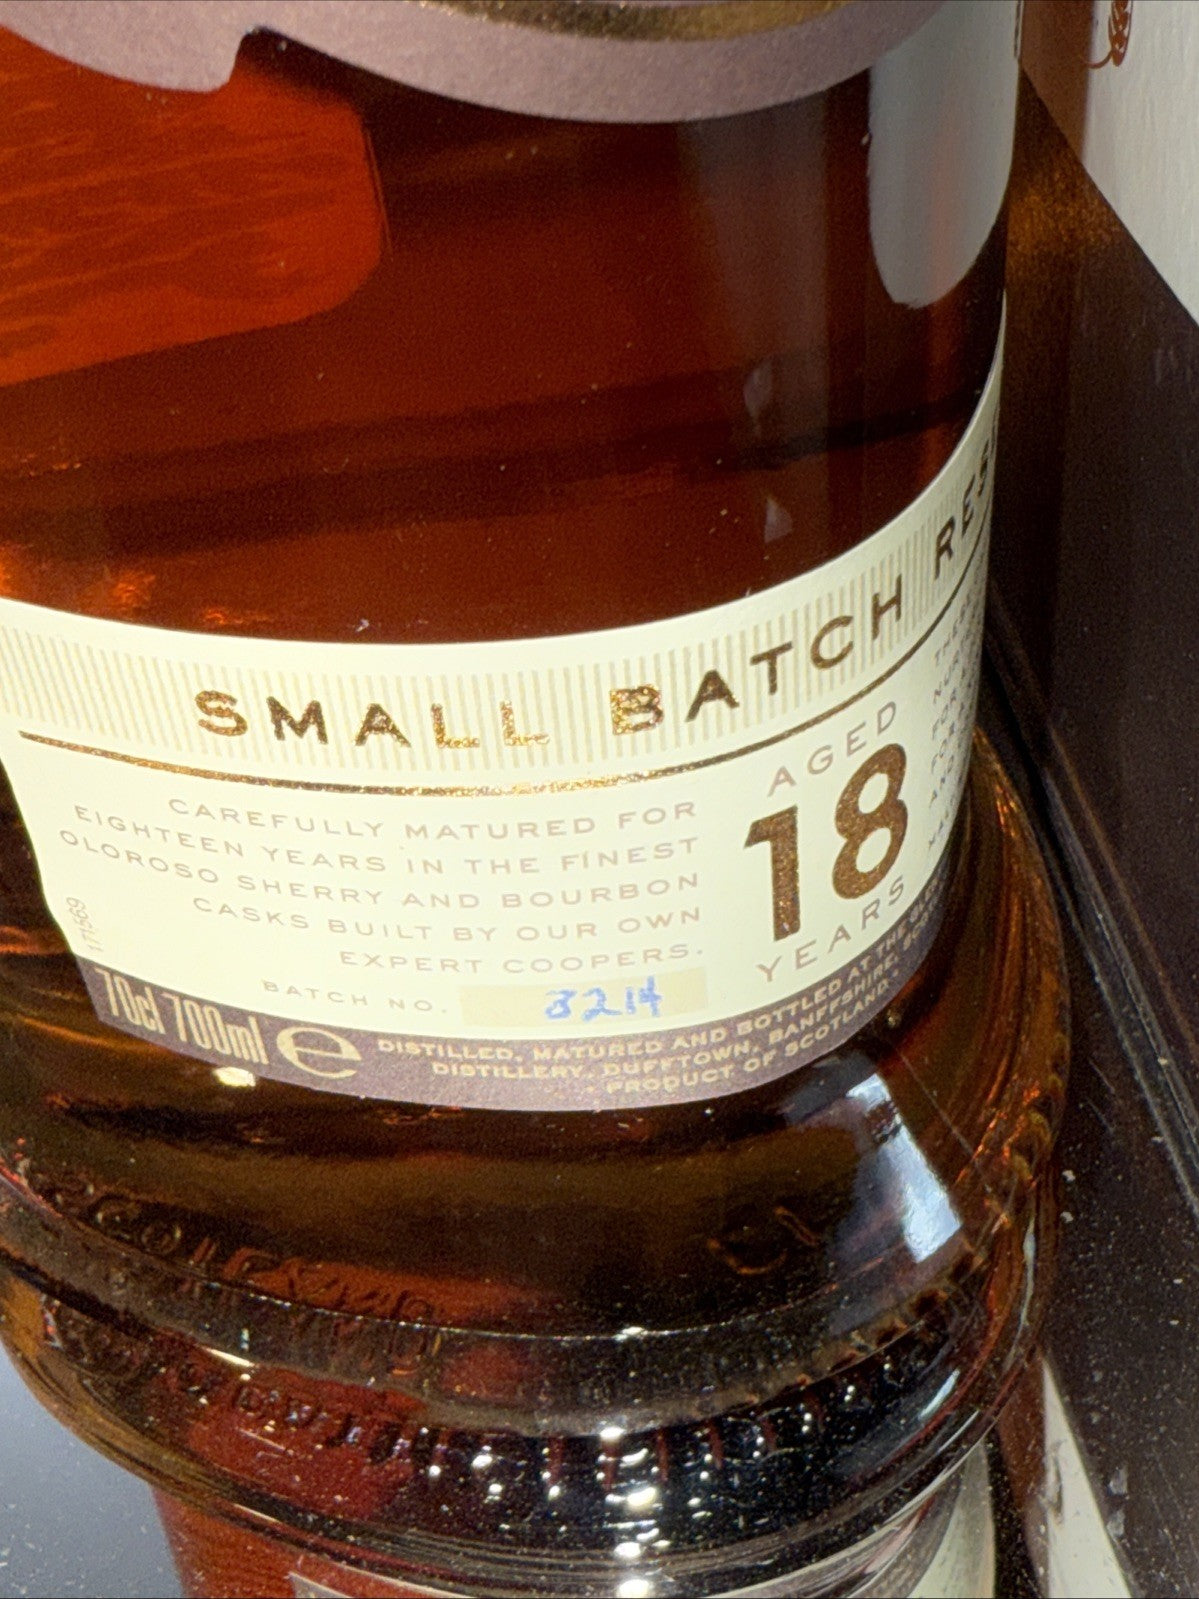 SMALL BATCH
CAREFULLY MATURED FOR
EIGHTEEN YEARS IN THE FINEST
OLOROSO SHERRY AND BOURBON
CASKS BUILT BY OUR OWN
EXPERT COOPERS.
BATCH NO. 3214
AGED
18
YEARS
171569
70cl 700ml e
DISTILLED, MATURED AND BOTTLED AT THE
DISTILLERY, DUFFTOWN, BANFFSHIRE,
PRODUCT OF SCOTLAND.